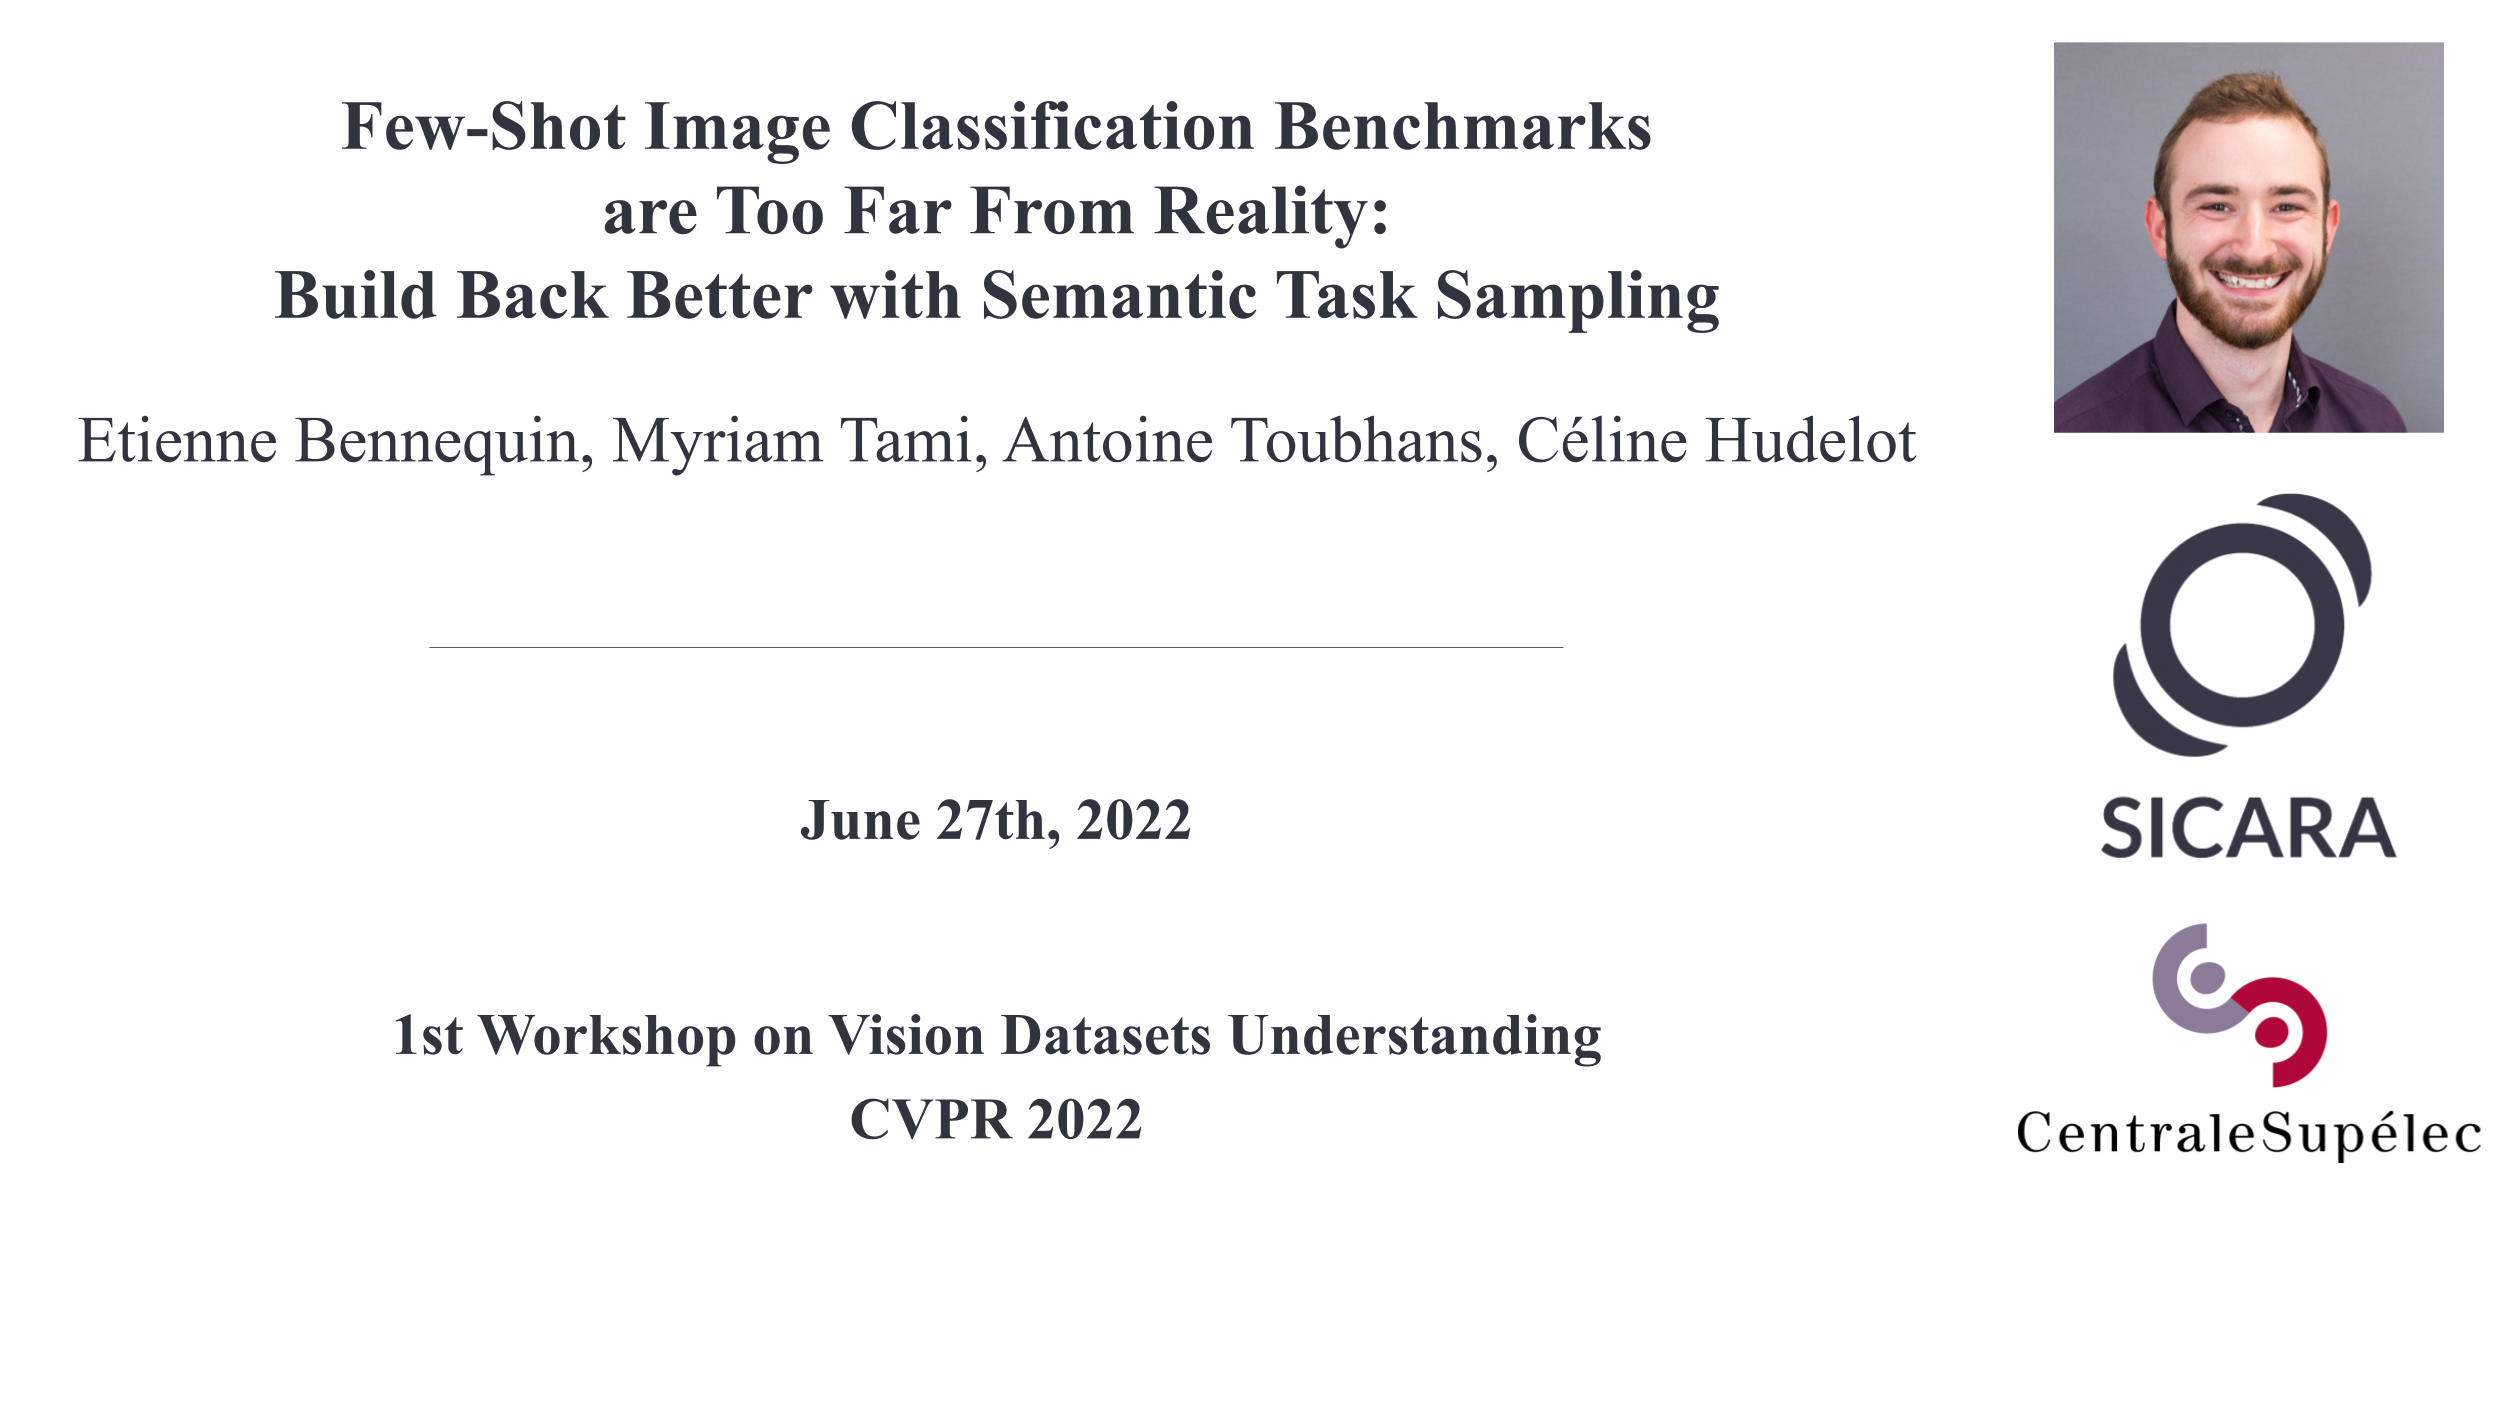 Few-Shot Image Classification Benchmarks
are Too Far From Reality:
Build Back Better with Semantic Task Sampling
Etienne Bennequin, Myriam Tami, Antoine Toubhans, Céline Hudelot
June 27th, 2022
1st Workshop on Vision Datasets Understanding
CVPR 2022
SICARA
CentraleSupélec